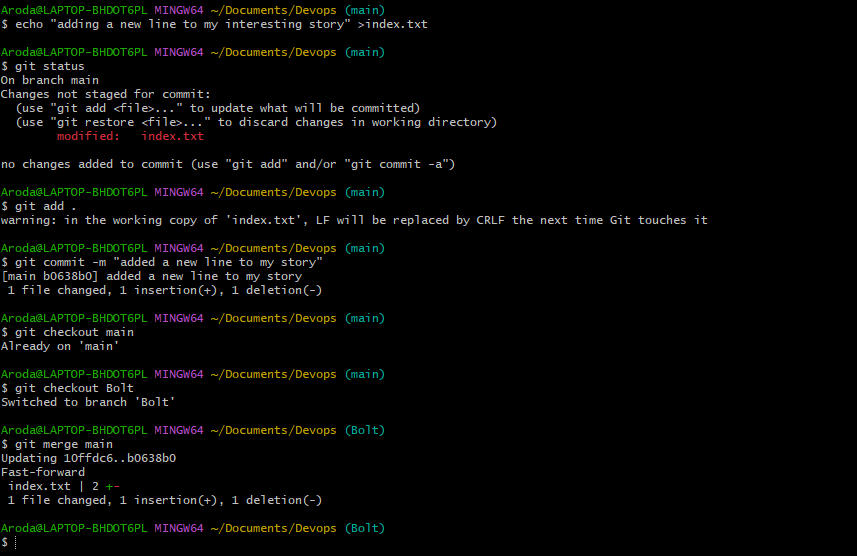 Aroda@LAPTOP-BHDOT6PL MINGW64 ~/Documents/Devops (main)
$ echo "adding a new line to my interesting story" >index.txt
Aroda@LAPTOP-BHDOT6PL MINGW64 ~/Documents/Devops (main)
$ git status
On branch main
Changes not staged for commit:
  (use "git add <file>..." to update what will be committed)
  (use "git restore <file>..." to discard changes in working directory)
        modified:   index.txt
no changes added to commit (use "git add" and/or "git commit -a")
Aroda@LAPTOP-BHDOT6PL MINGW64 ~/Documents/Devops (main)
$ git add .
warning: in the working copy of 'index.txt', LF will be replaced by CRLF the next time Git touches it
Aroda@LAPTOP-BHDOT6PL MINGW64 ~/Documents/Devops (main)
$ git commit -m "added a new line to my story"
[main b0638b0] added a new line to my story
 1 file changed, 1 insertion(+), 1 deletion(-)
Aroda@LAPTOP-BHDOT6PL MINGW64 ~/Documents/Devops (main)
$ git checkout main
Already on 'main'
Aroda@LAPTOP-BHDOT6PL MINGW64 ~/Documents/Devops (main)
$ git checkout Bolt
Switched to branch 'Bolt'
Aroda@LAPTOP-BHDOT6PL MINGW64 ~/Documents/Devops (Bolt)
$ git merge main
Updating 10ffdc6..b0638b0
Fast-forward
 index.txt | 2 +-
 1 file changed, 1 insertion(+), 1 deletion(-)
Aroda@LAPTOP-BHDOT6PL MINGW64 ~/Documents/Devops (Bolt)
$